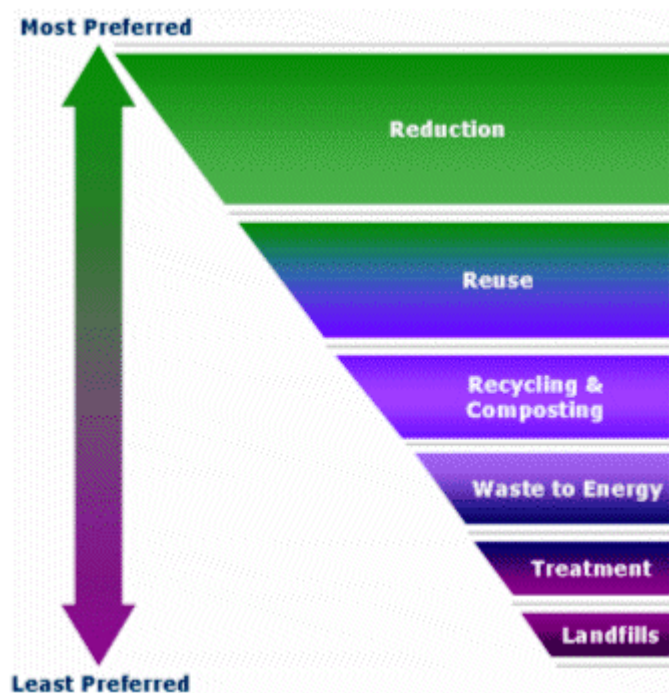 Most Preferred
Reduction
Reuse
Recycling &
Composting
Waste to Energy
Treatment
Landfills
Least Preferred